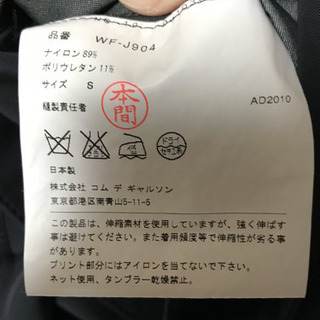 品番 WF-J904
ナイロン 89%
ポリウレタン 11%
サイズ S
縫製責任者 本間
AD2010
ドライ
日本製
株式会社 コム デ ギャルソン
東京都港区南青山5-11-5
この製品は、伸縮素材を使用していますが、強く伸ばす
事は避けてください。また着用頻度等で伸縮性が劣る事
があります。
プリント部分にはアイロンを当てないで下さい。
ネット使用、タンブラー乾燥禁止。